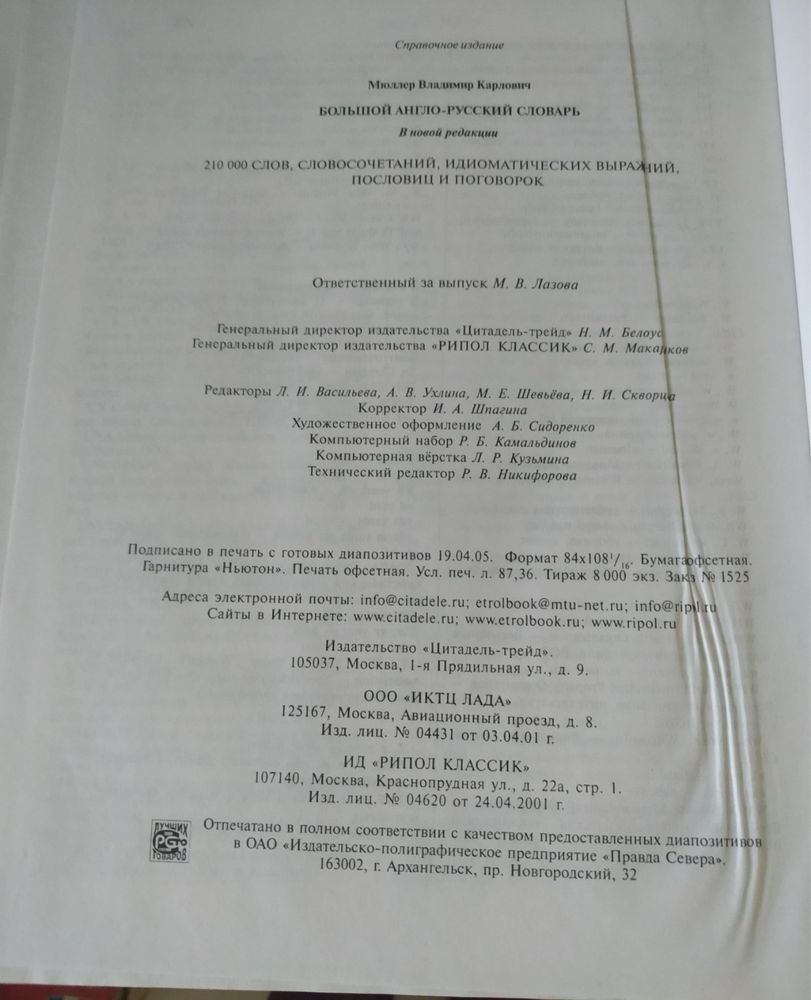 Справочное издание
Мюллер Владимир Карлович
БОЛЬШОЙ АНГЛО-РУССКИЙ СЛОВАРЬ
В новой редакции
210 000 СЛОВ, СЛОВОСОЧЕТАНИЙ, ИДИОМАТИЧЕСКИХ ВЫРАЖНИЙ,
ПОСЛОВИЦ И ПОГОВОРОК
Ответственный за выпуск М. В. Лазова
Генеральный директор издательства «Цитадель-трейд» Н. М. Белоус
Генеральный директор издательства «РИПОЛ КЛАССИК» С. М. Макаков
Редакторы Л. И. Васильева, А. В. Ухлина, М. Е. Шевьёва, Н. И. Скворца
Корректор И. А. Шпагина
Художественное оформление А. Б. Сидоренко
Компьютерный набор Р. Б. Камальдинов
Компьютерная вёрстка Л. Р. Кузьмина
Технический редактор Р. В. Никифорова
Подписано в печать с готовых диапозитивов 19.04.05. Формат 84х108¹/₁₆. Бумага офсетная.
Гарнитура «Ньютон». Печать офсетная. Усл. печ. л. 87,36. Тираж 8 000 экз. Заказ № 1525
Адреса электронной почты: info@citadele.ru; etrolbook@mtu-net.ru; info@ripol.ru
Сайты в Интернете: www.citadele.ru; www.etrolbook.ru; www.ripol.ru
Издательство «Цитадель-трейд».
105037, Москва, 1-я Прядильная ул., д. 9.
ООО «ИКТЦ ЛАДА»
125167, Москва, Авиационный проезд, д. 8.
Изд. лиц. № 04431 от 03.04.01 г.
ИД «РИПОЛ КЛАССИК»
107140, Москва, Краснопрудная ул., д. 22а, стр. 1.
Изд. лиц. № 04620 от 24.04.2001 г.
ЛУЧШИХ
ТОВАРОВ
Отпечатано в полном соответствии с качеством предоставленных диапозитивов
в ОАО «Издательско-полиграфическое предприятие «Правда Севера».
163002, г. Архангельск, пр. Новгородский, 32